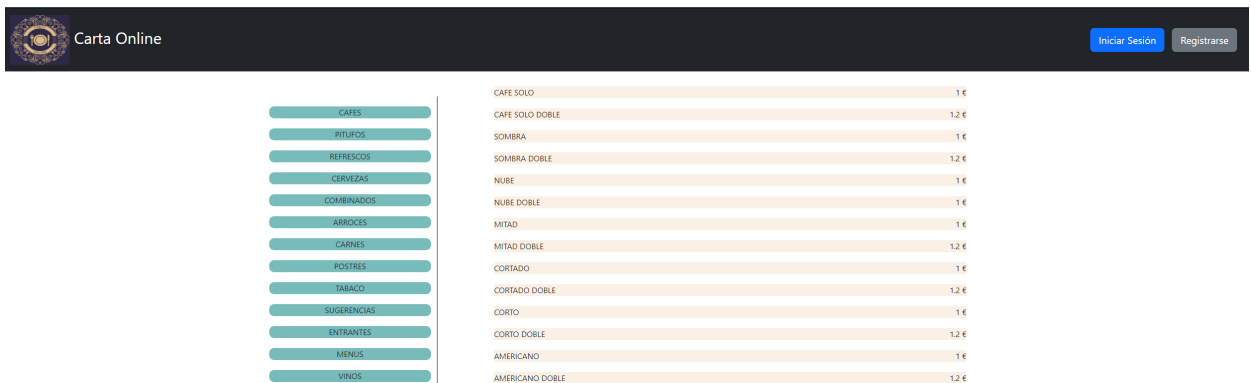 Carta Online
Iniciar Sesión
Registrarse
CAFES
PITUFOS
REFRESCOS
CERVEZAS
COMBINADOS
ARROCES
CARNES
POSTRES
TABACO
SUGERENCIAS
ENTRANTES
MENUS
VINOS
CAFE SOLO 1 €
CAFE SOLO DOBLE 1.2 €
SOMBRA 1 €
SOMBRA DOBLE 1.2 €
NUBE 1 €
NUBE DOBLE 1 €
MITAD 1 €
MITAD DOBLE 1.2 €
CORTADO 1 €
CORTADO DOBLE 1.2 €
CORTO 1 €
CORTO DOBLE 1.2 €
AMERICANO 1 €
AMERICANO DOBLE 1.2 €